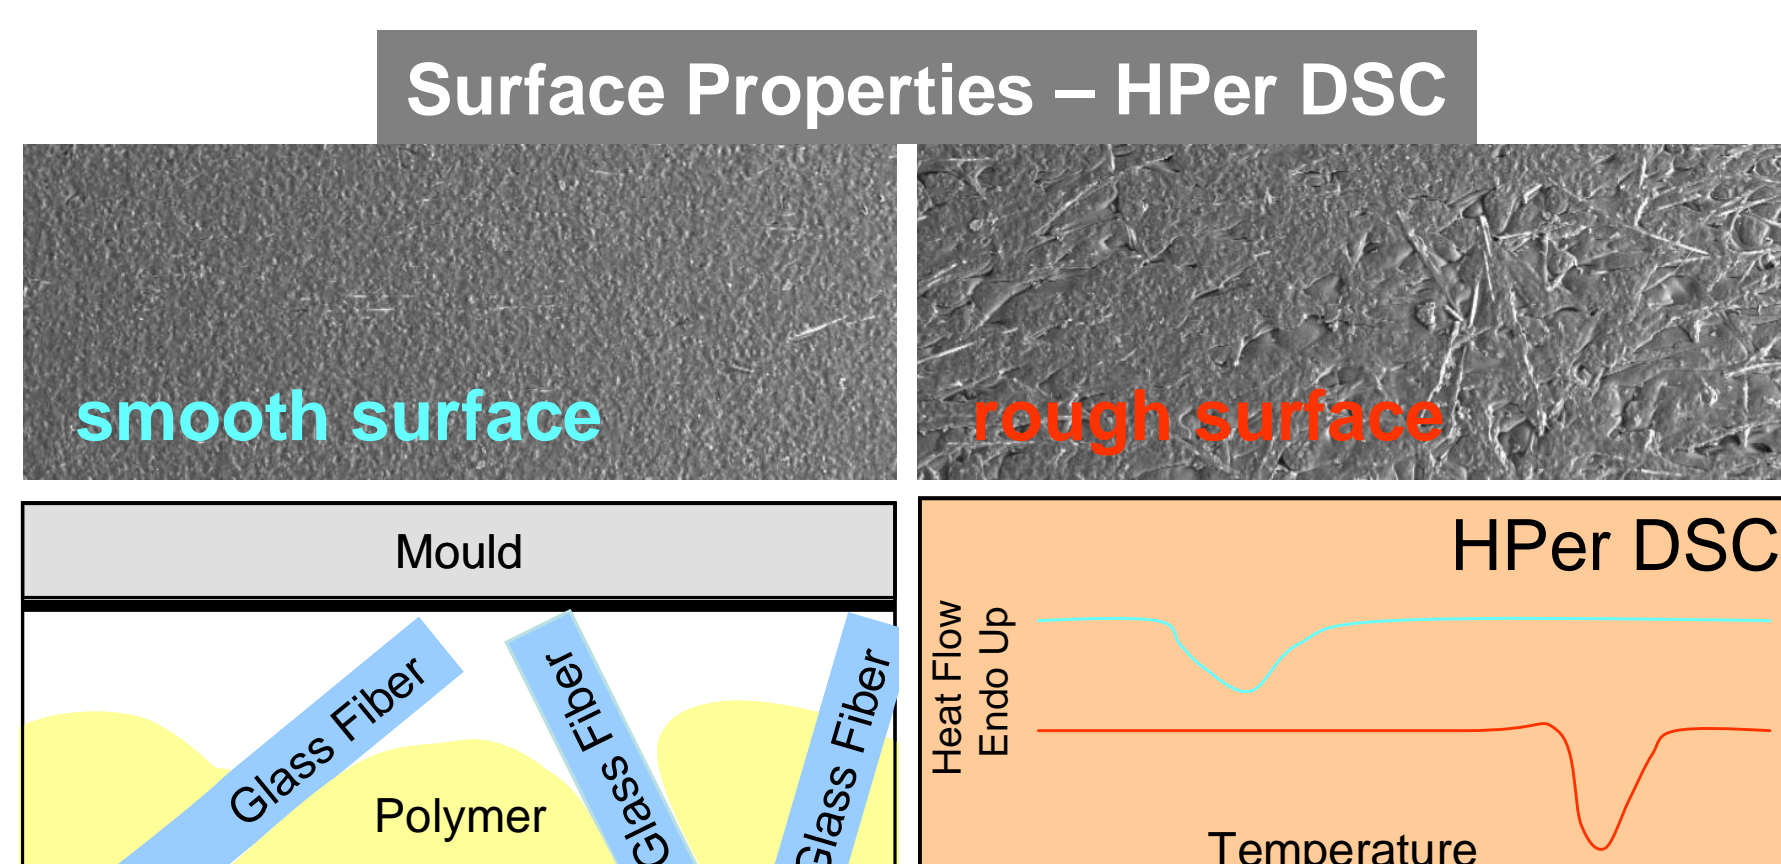 Surface Properties – HPer DSC
smooth surface
rough surface
Mould
Glass Fiber
Glass Fiber
Glass Fiber
Polymer
HPer DSC
Heat Flow
Endo Up
Temperature